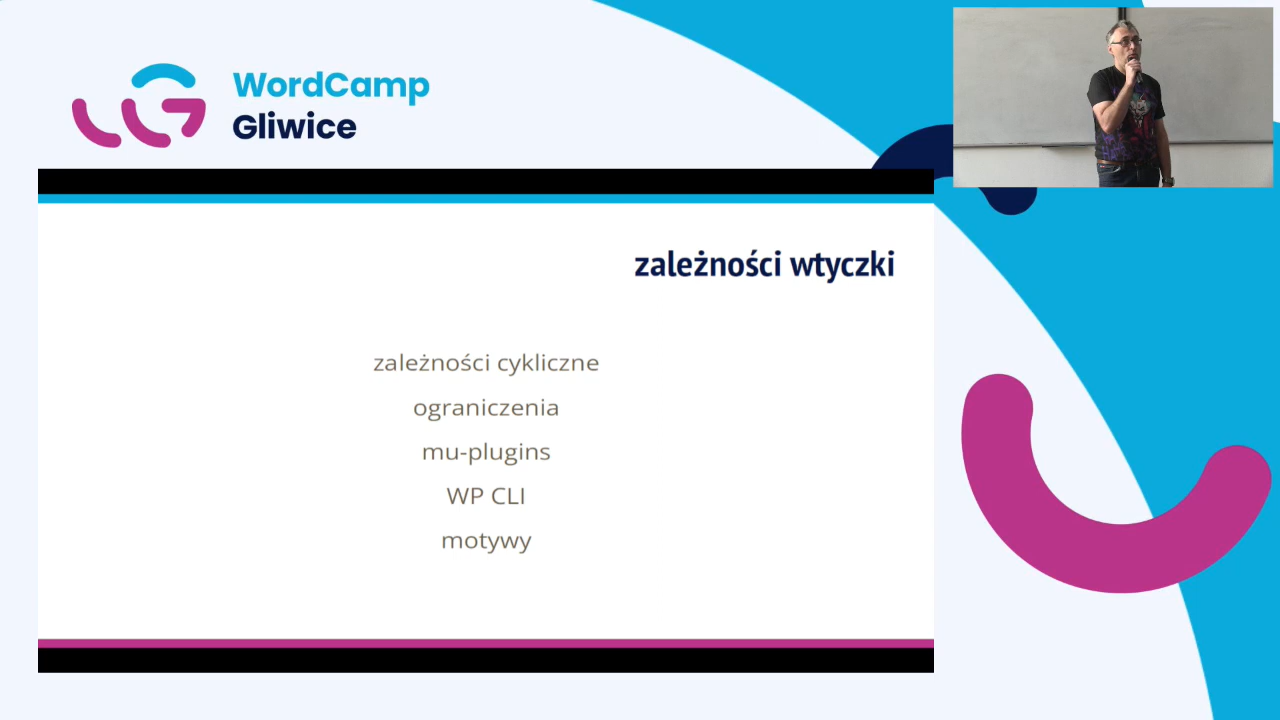 WordCamp
Gliwice
zależności wtyczki
zależności cykliczne
ograniczenia
mu-plugins
WP CLI
motywy